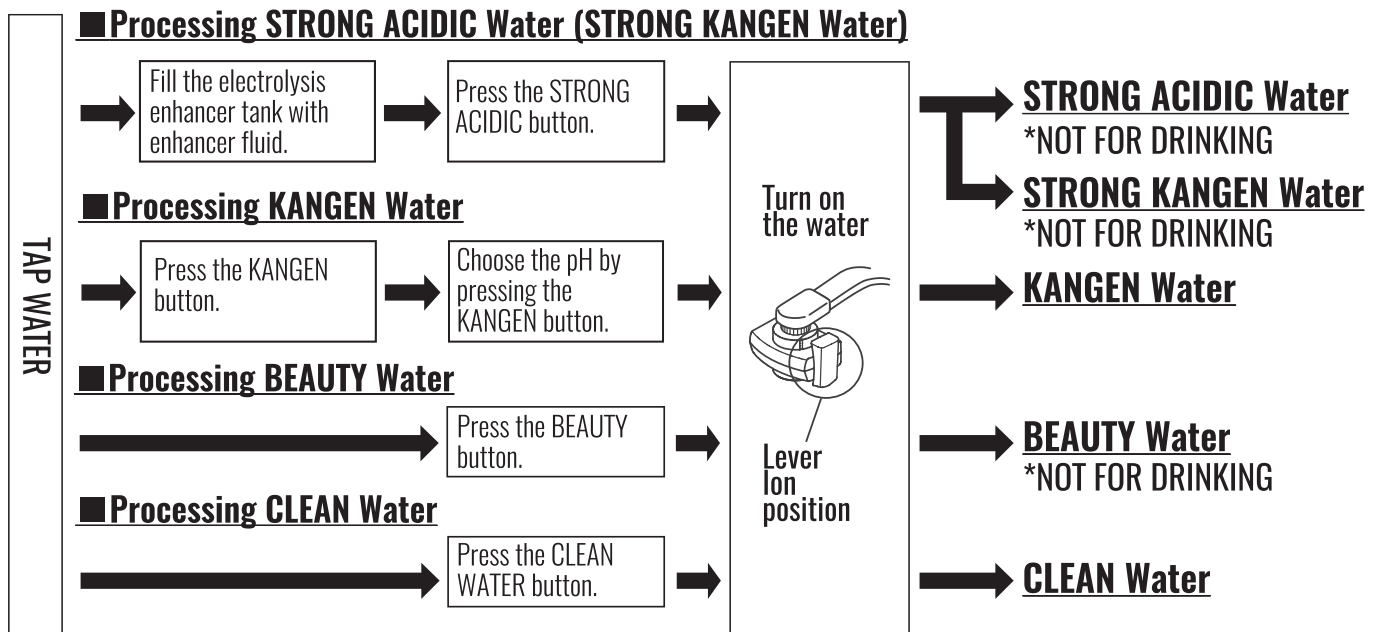 TAP WATER
■Processing STRONG ACIDIC Water (STRONG KANGEN Water)
Fill the electrolysis
enhancer tank with
enhancer fluid.
Press the STRONG
ACIDIC button.
■Processing KANGEN Water
Press the KANGEN
button.
Choose the pH by
pressing the
KANGEN button.
■Processing BEAUTY Water
Press the BEAUTY
button.
■Processing CLEAN Water
Press the CLEAN
WATER button.
Turn on
the water
Lever
Ion
position
STRONG ACIDIC Water
*NOT FOR DRINKING
STRONG KANGEN Water
*NOT FOR DRINKING
KANGEN Water
BEAUTY Water
*NOT FOR DRINKING
CLEAN Water